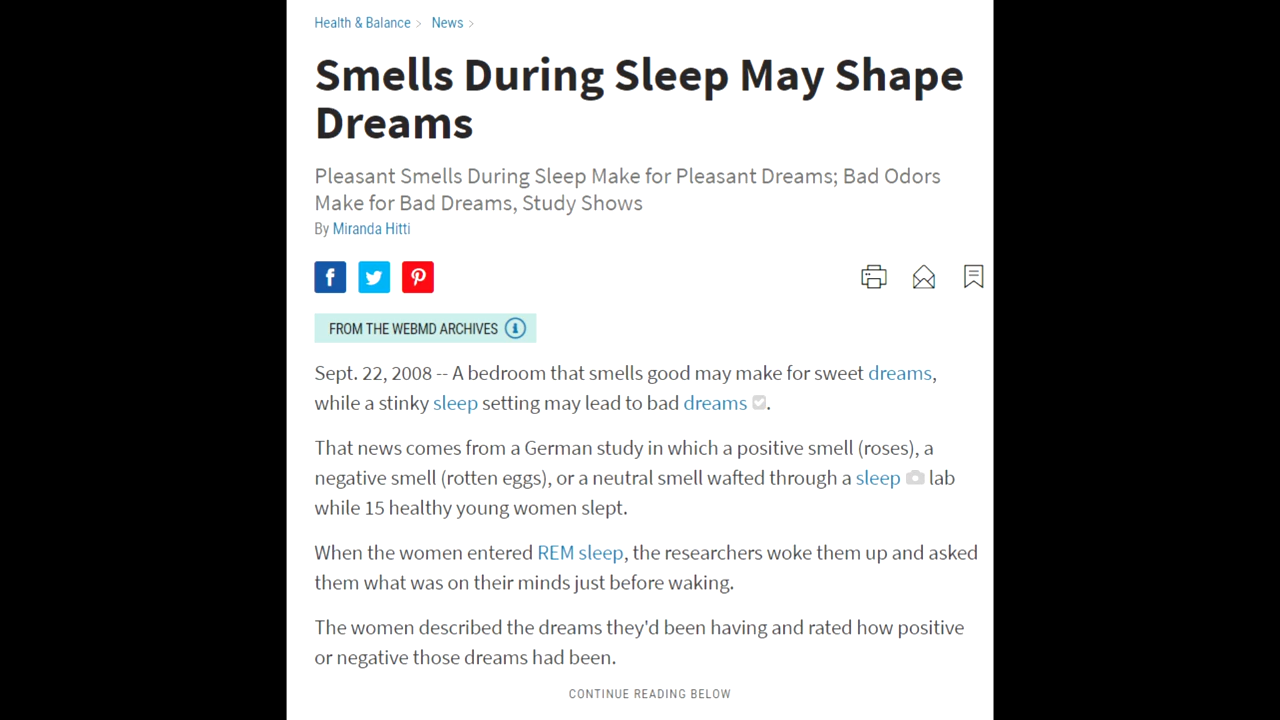 Health & Balance > News >
Smells During Sleep May Shape
Dreams
Pleasant Smells During Sleep Make for Pleasant Dreams; Bad Odors
Make for Bad Dreams, Study Shows
By Miranda Hitti
FROM THE WEBMD ARCHIVES
Sept. 22, 2008 -- A bedroom that smells good may make for sweet dreams,
while a stinky sleep setting may lead to bad dreams.
That news comes from a German study in which a positive smell (roses), a
negative smell (rotten eggs), or a neutral smell wafted through a sleep lab
while 15 healthy young women slept.
When the women entered REM sleep, the researchers woke them up and asked
them what was on their minds just before waking.
The women described the dreams they'd been having and rated how positive
or negative those dreams had been.
CONTINUE READING BELOW